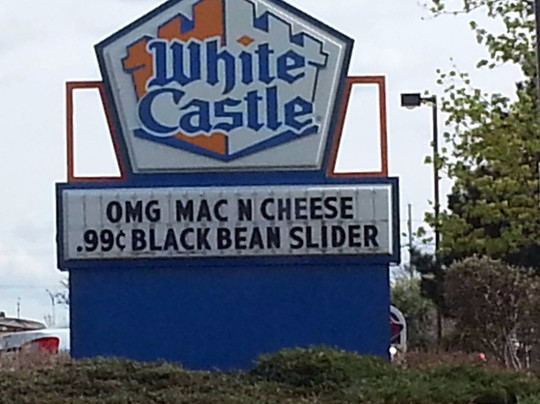 White
Castle
OMG MAC N CHEESE
.99¢ BLACK BEAN SLIDER